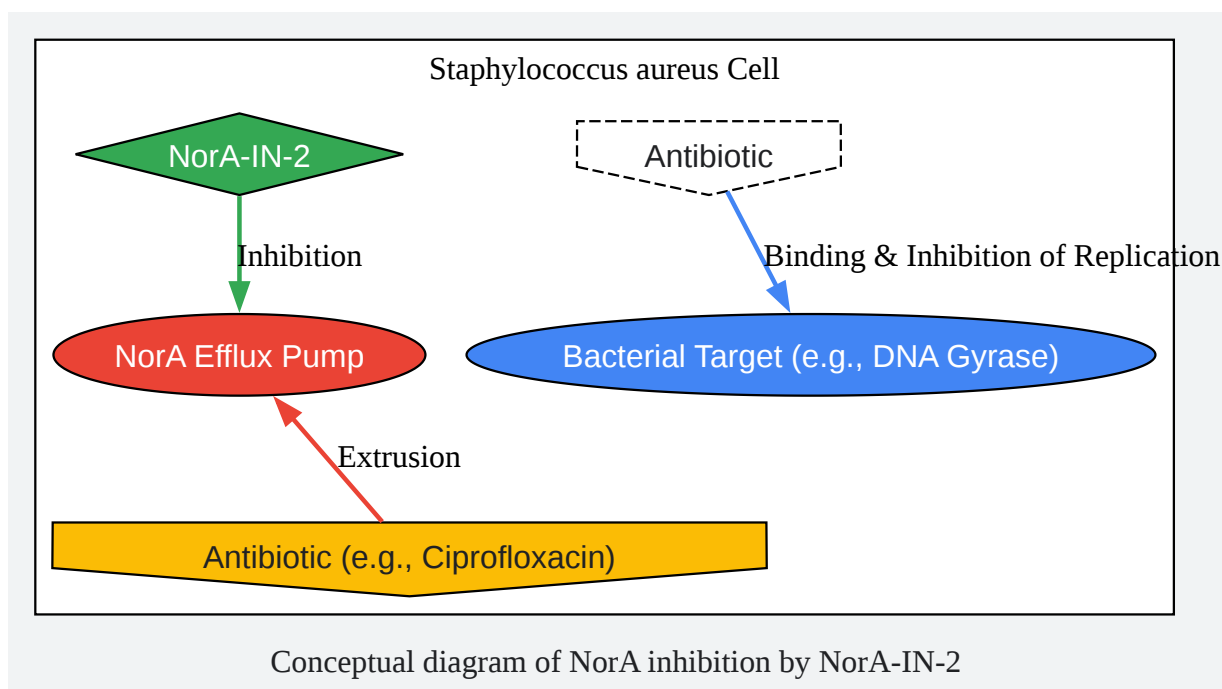 Staphylococcus aureus Cell
NorA-IN-2
Antibiotic
Inhibition
Binding & Inhibition of Replication
NorA Efflux Pump
Bacterial Target (e.g., DNA Gyrase)
Extrusion
Antibiotic (e.g., Ciprofloxacin)
Conceptual diagram of NorA inhibition by NorA-IN-2